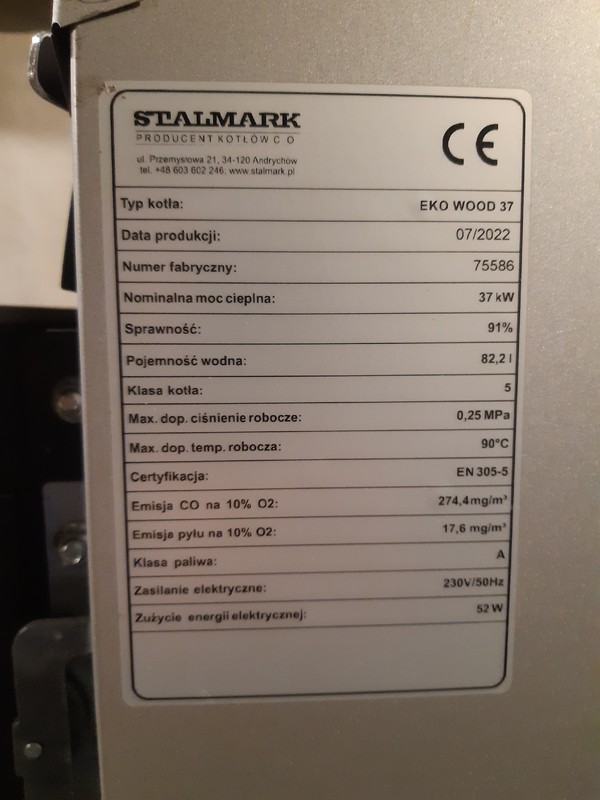 STALMARK
PRODUCENT KOTŁÓW C O
ul. Przemysłowa 21, 34-120 Andrychów
tel. +48 603 602 246; www.stalmark.pl
CE
Typ kotła: EKO WOOD 37
Data produkcji: 07/2022
Numer fabryczny: 75586
Nominalna moc cieplna: 37 kW
Sprawność: 91%
Pojemność wodna: 82,2 l
Klasa kotła: 5
Max. dop. ciśnienie robocze: 0,25 MPa
Max. dop. temp. robocza: 90°C
Certyfikacja: EN 305-5
Emisja CO na 10% O2: 274,4mg/m³
Emisja pyłu na 10% O2: 17,6 mg/m³
Klasa paliwa: A
Zasilanie elektryczne: 230V/50Hz
Zużycie energii elektrycznej: 52 W